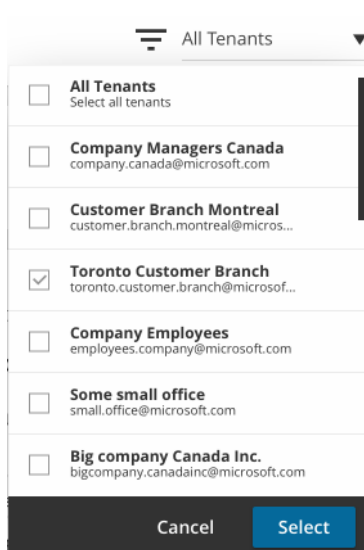 All Tenants
All Tenants
Select all tenants
Company Managers Canada
company.canada@microsoft.com
Customer Branch Montreal
customer.branch.montreal@micros...
Toronto Customer Branch
toronto.customer.branch@microsof...
Company Employees
employees.company@microsoft.com
Some small office
small.office@microsoft.com
Big company Canada Inc.
bigcompany.canadainc@microsoft.com
Cancel Select